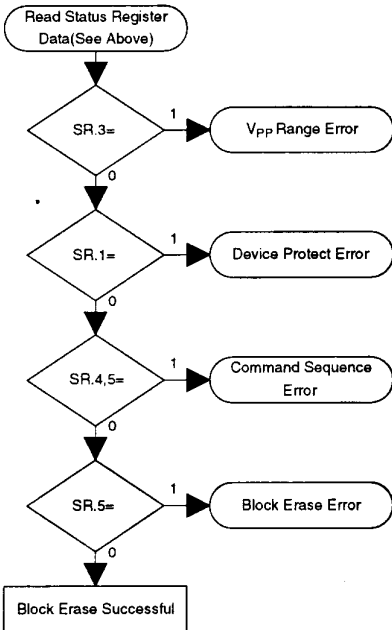 Read Status Register
Data(See Above)
SR.3=
1
VPP Range Error
0
SR.1=
1
Device Protect Error
0
SR.4,5=
1
Command Sequence
Error
0
SR.5=
1
Block Erase Error
0
Block Erase Successful